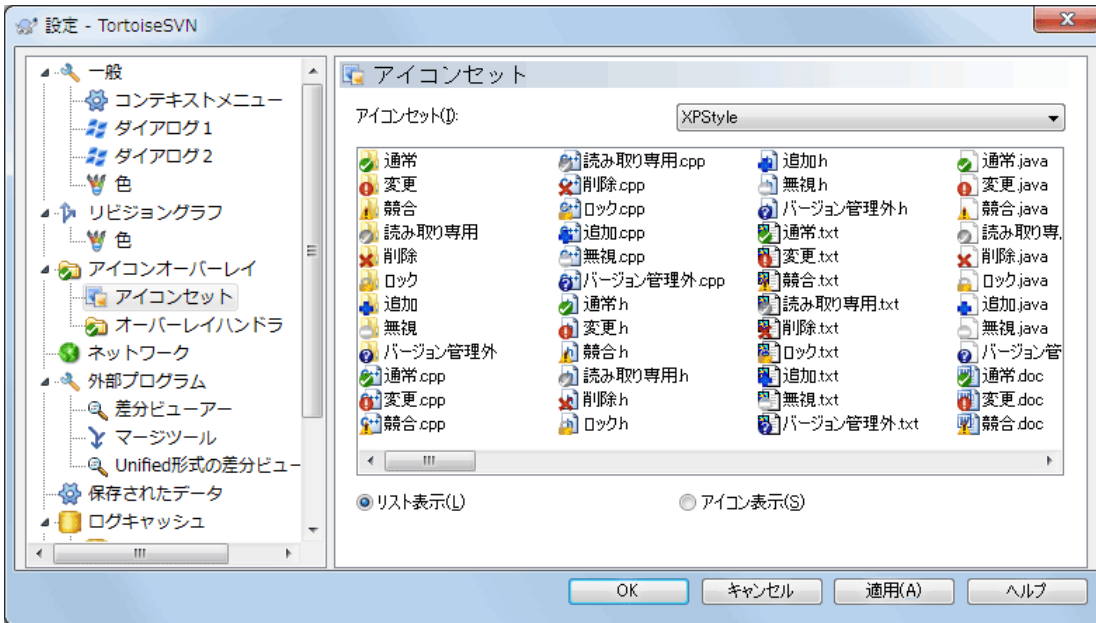 設定 - TortoiseSVN
一般
コンテキストメニュー
ダイアログ1
ダイアログ2
色
リビジョングラフ
色
アイコンオーバーレイ
アイコンセット
オーバーレイハンドラ
ネットワーク
外部プログラム
差分ビューアー
マージツール
Unified形式の差分ビュー
保存されたデータ
ログキャッシュ
アイコンセット
アイコンセット(I):
XPStyle
通常
変更
競合
読み取り専用
削除
ロック
追加
無視
バージョン管理外
通常.cpp
変更.cpp
競合.cpp
読み取り専用.cpp
削除.cpp
ロック.cpp
追加.cpp
無視.cpp
バージョン管理外.cpp
通常.h
変更.h
競合.h
読み取り専用.h
削除.h
ロック.h
追加.h
無視.h
バージョン管理外.h
通常.txt
変更.txt
競合.txt
読み取り専用.txt
削除.txt
ロック.txt
追加.txt
無視.txt
バージョン管理外.txt
通常.java
変更.java
競合.java
読み取り専.
削除.java
ロック.java
追加.java
無視.java
バージョン管
通常.doc
変更.doc
競合.doc
リスト表示(L)
アイコン表示(S)
OK
キャンセル
適用(A)
ヘルプ